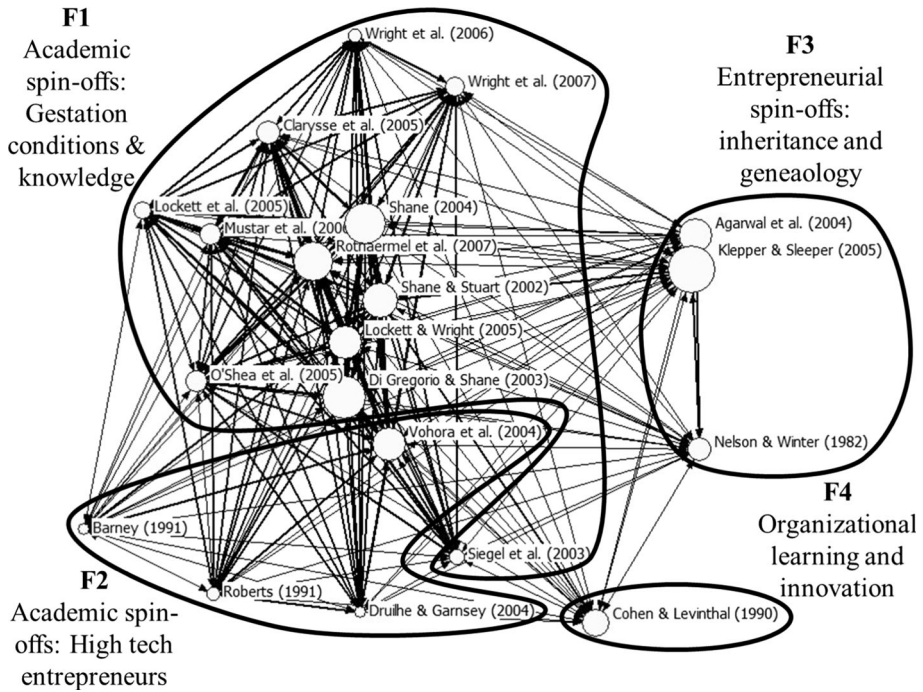 F1
Academic
spin-offs:
Gestation
conditions &
knowledge
Wright et al. (2006)
Wright et al. (2007)
Clarysse et al. (2005)
Lockett et al. (2005)
Shane (2004)
Mustar et al. (2006
Rothaermel et al. (2007)
Shane & Stuart (2002)
Lockett & Wright (2005)
O'Shea et al. (2005)
Di Gregorio & Shane (2003)
Vohora et al. (2004)
Barney (1991)
Siegel et al. (2003)
Roberts (1991)
Druilhe & Garnsey (2004)
F2
Academic spin-
offs: High tech
entrepreneurs
F3
Entrepreneurial
spin-offs:
inheritance and
geneaology
Agarwal et al. (2004)
Klepper & Sleeper (2005)
Nelson & Winter (1982)
F4
Organizational
learning and
innovation
Cohen & Levinthal (1990)